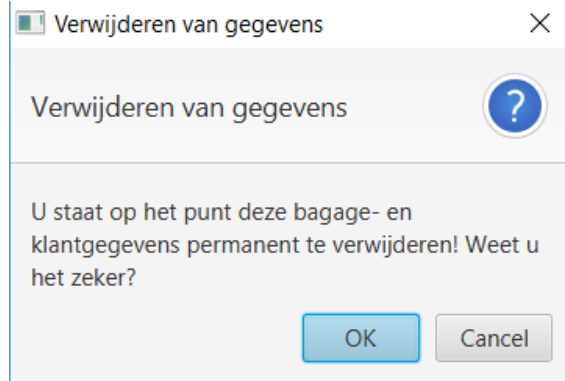 Verwijderen van gegevens
Verwijderen van gegevens
?
U staat op het punt deze bagage- en
klantgegevens permanent te verwijderen! Weet u
het zeker?
OK Cancel